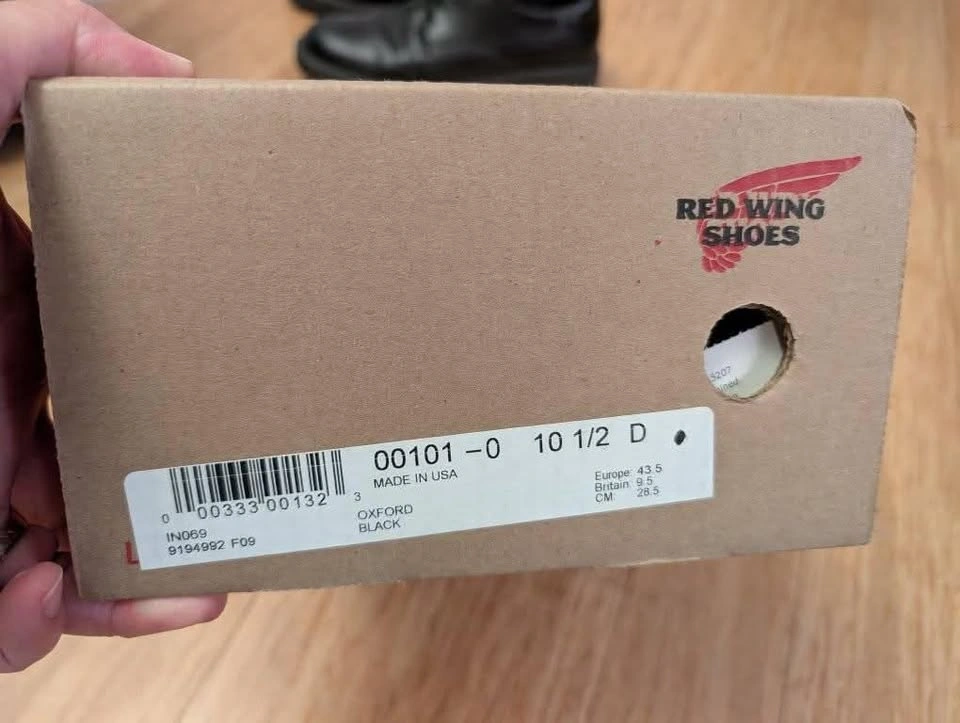 RED WING
SHOES
00101 -0 10 1/2 D
MADE IN USA
0 00333 00132 3
OXFORD
BLACK
Europe: 43.5
Britain: 9.5
CM: 28.5
IN069
9194992 F09